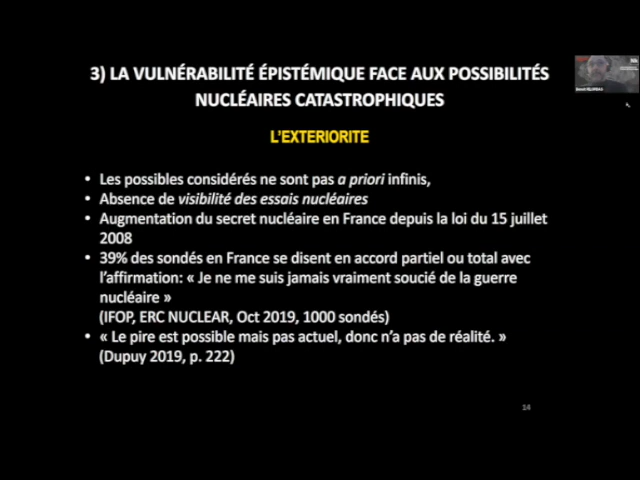 3) LA VULNÉRABILITÉ ÉPISTÉMIQUE FACE AUX POSSIBILITÉS
NUCLÉAIRES CATASTROPHIQUES
L'EXTERIORITE
• Les possibles considérés ne sont pas a priori infinis,
• Absence de visibilité des essais nucléaires
• Augmentation du secret nucléaire en France depuis la loi du 15 juillet
2008
• 39% des sondés en France se disent en accord partiel ou total avec
l'affirmation: « Je ne me suis jamais vraiment soucié de la guerre
nucléaire »
(IFOP, ERC NUCLEAR, Oct 2019, 1000 sondés)
• « Le pire est possible mais pas actuel, donc n'a pas de réalité. »
(Dupuy 2019, p. 222)
14